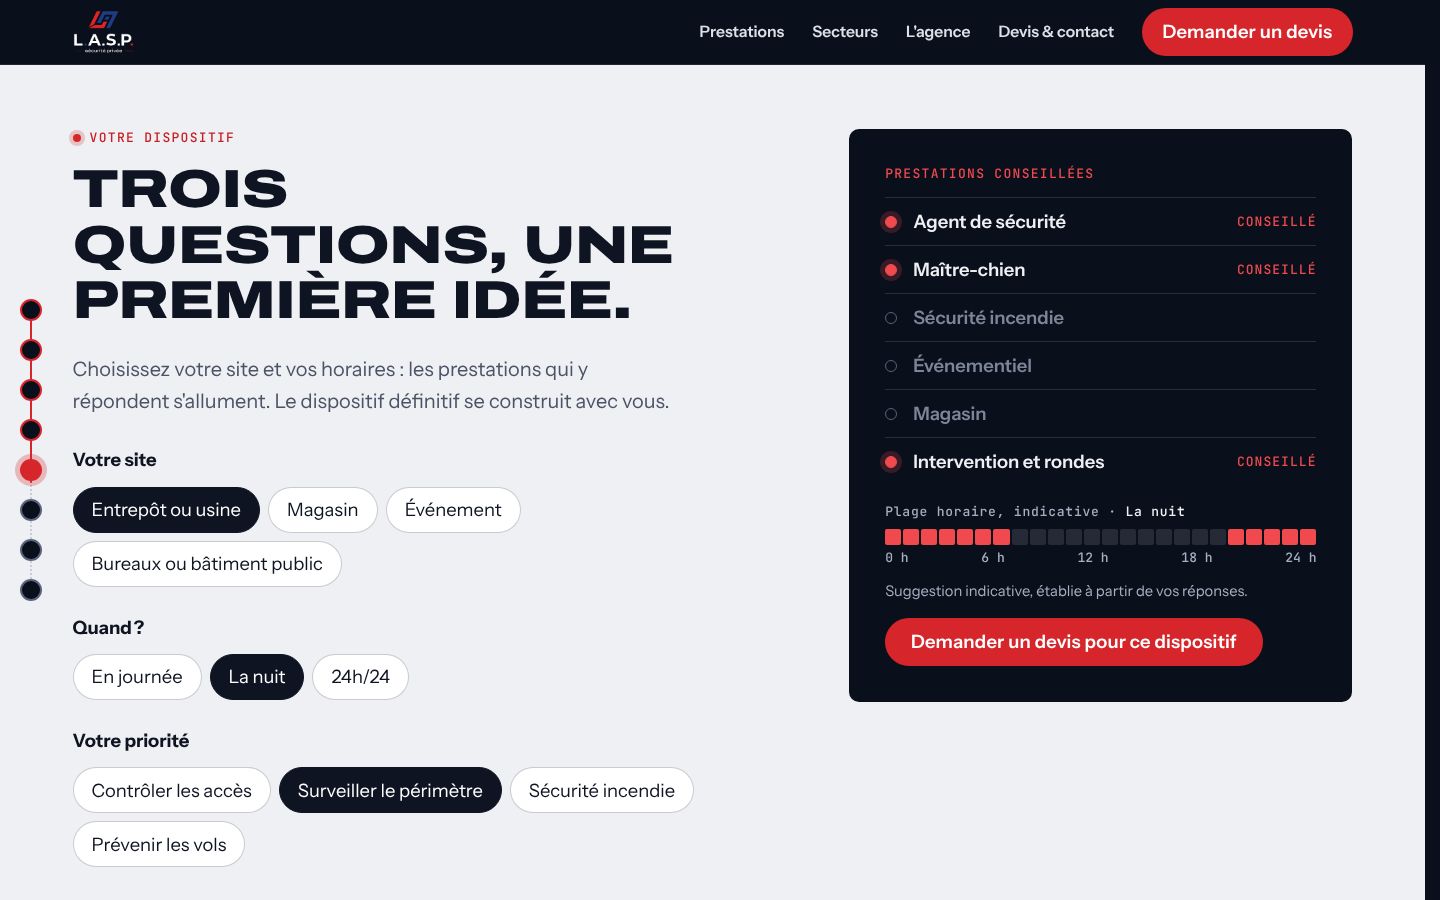 L.A.S.P.
sécurité privée
Prestations
Secteurs
L'agence
Devis & contact
Demander un devis
VOTRE DISPOSITIF
TROIS
QUESTIONS, UNE
PREMIÈRE IDÉE.
Choisissez votre site et vos horaires : les prestations qui y
répondent s'allument. Le dispositif définitif se construit avec vous.
Votre site
Entrepôt ou usine
Magasin
Événement
Bureaux ou bâtiment public
Quand ?
En journée
La nuit
24h/24
Votre priorité
Contrôler les accès
Surveiller le périmètre
Sécurité incendie
Prévenir les vols
PRESTATIONS CONSEILLÉES
Agent de sécurité CONSEILLÉ
Maître-chien CONSEILLÉ
Sécurité incendie
Événementiel
Magasin
Intervention et rondes CONSEILLÉ
Plage horaire, indicative · La nuit
0 h 6 h 12 h 18 h 24 h
Suggestion indicative, établie à partir de vos réponses.
Demander un devis pour ce dispositif